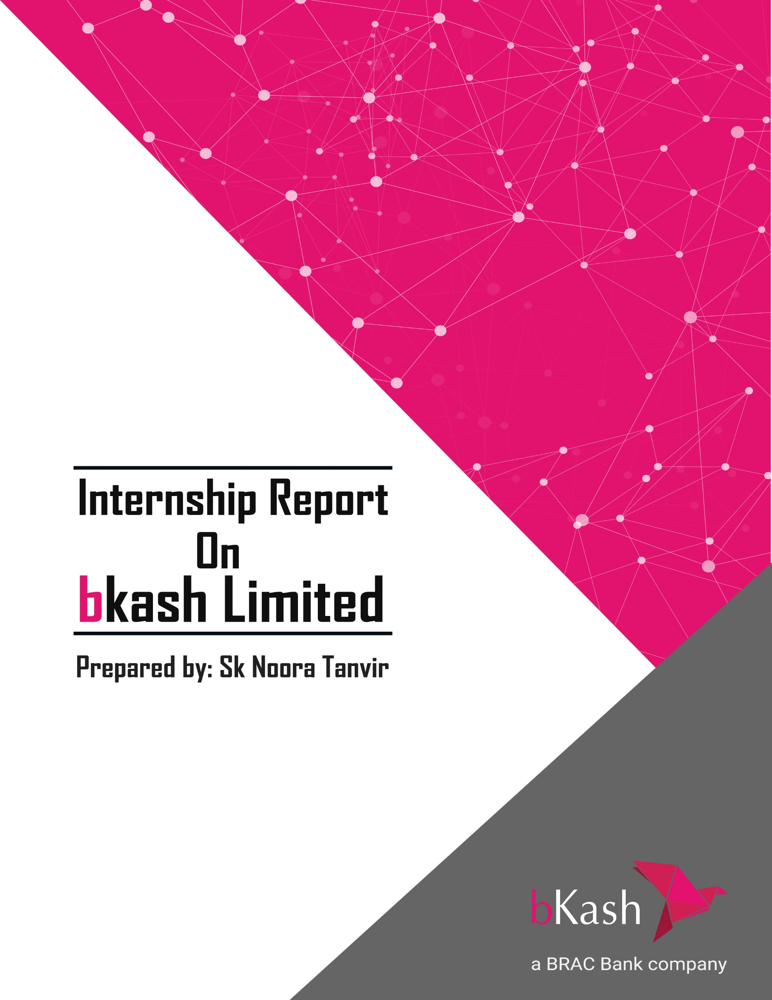 Internship Report
On
bkash Limited
Prepared by: Sk Noora Tanvir
bKash
a BRAC Bank company